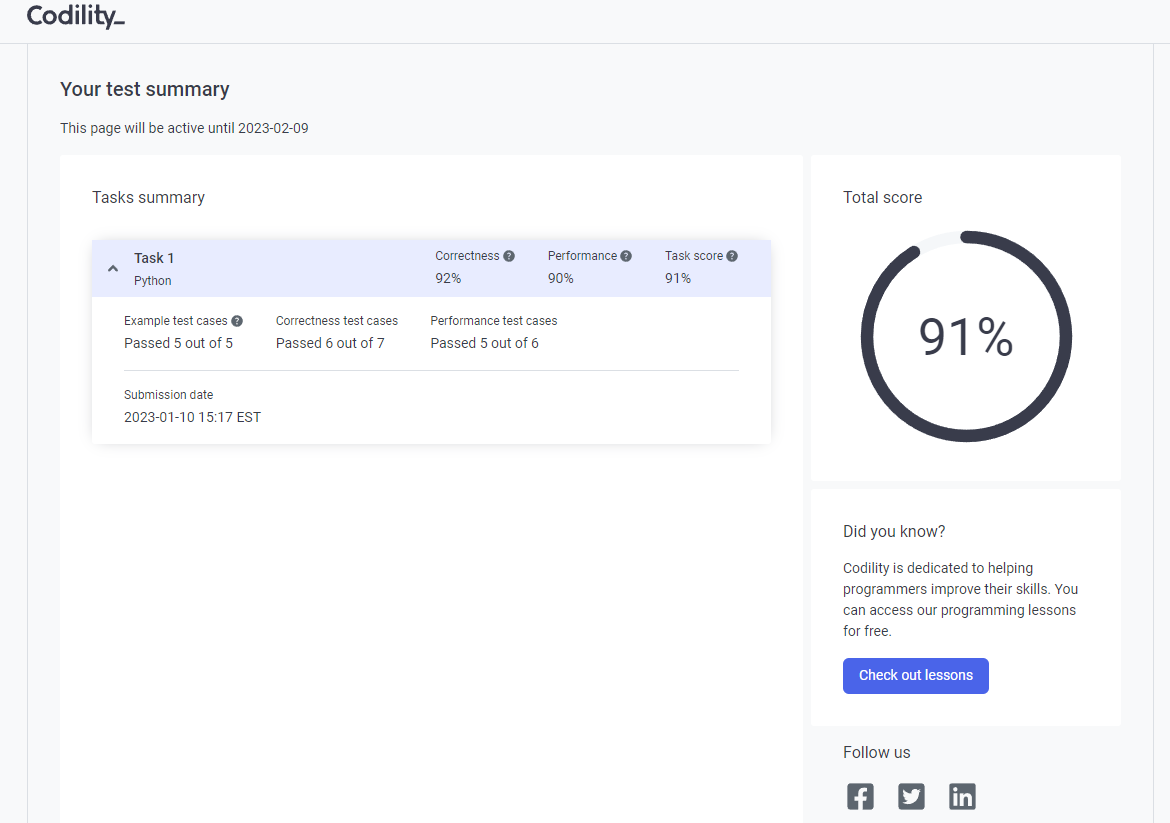 Codility_
Your test summary
This page will be active until 2023-02-09
Tasks summary
Task 1
Python
Correctness ?
92%
Performance ?
90%
Task score ?
91%
Example test cases ?
Passed 5 out of 5
Correctness test cases
Passed 6 out of 7
Performance test cases
Passed 5 out of 6
Submission date
2023-01-10 15:17 EST
Total score
91%
Did you know?
Codility is dedicated to helping
programmers improve their skills. You
can access our programming lessons
for free.
Check out lessons
Follow us